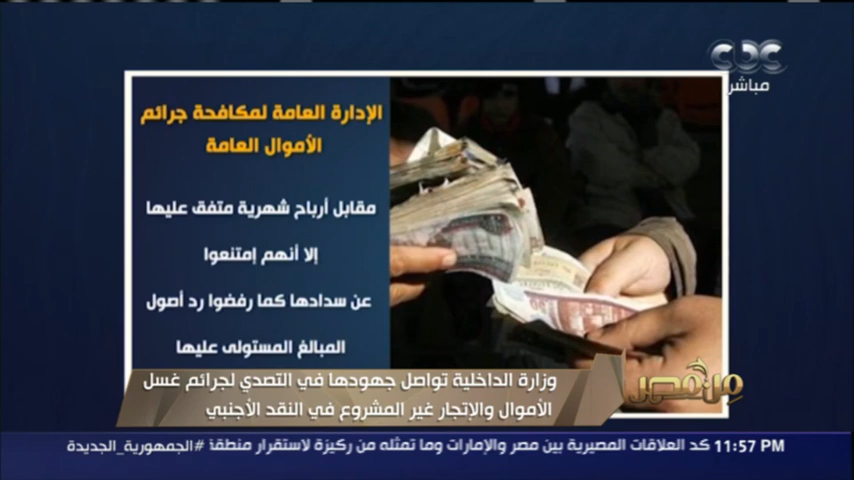 cbc
مباشر
الإدارة العامة لمكافحة جرائم
الأموال العامة
مقابل أرباح شهرية متفق عليها
إلا أنهم إمتنعوا
عن سدادها كما رفضوا رد أصول
المبالغ المستولى عليها
وزارة الداخلية تواصل جهودها في التصدي لجرائم غسل
الأموال والإتجار غير المشروع في النقد الأجنبي
من مصر
11:57 PM كد العلاقات المصيرية بين مصر والإمارات وما تمثله من ركيزة لاستقرار منطقة #الجمهورية_الجديدة